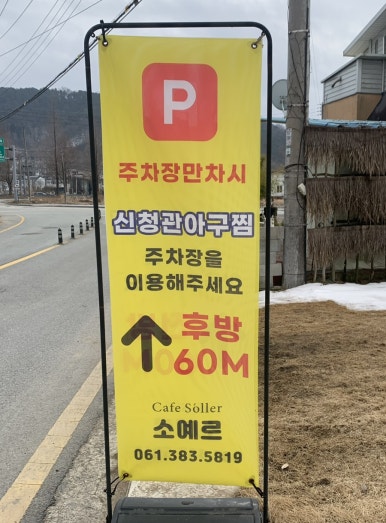 P
주차장만차시
신청관아구찜
주차장을
이용해주세요
후방
60M
Cafe Söller
소예르
061.383.5819